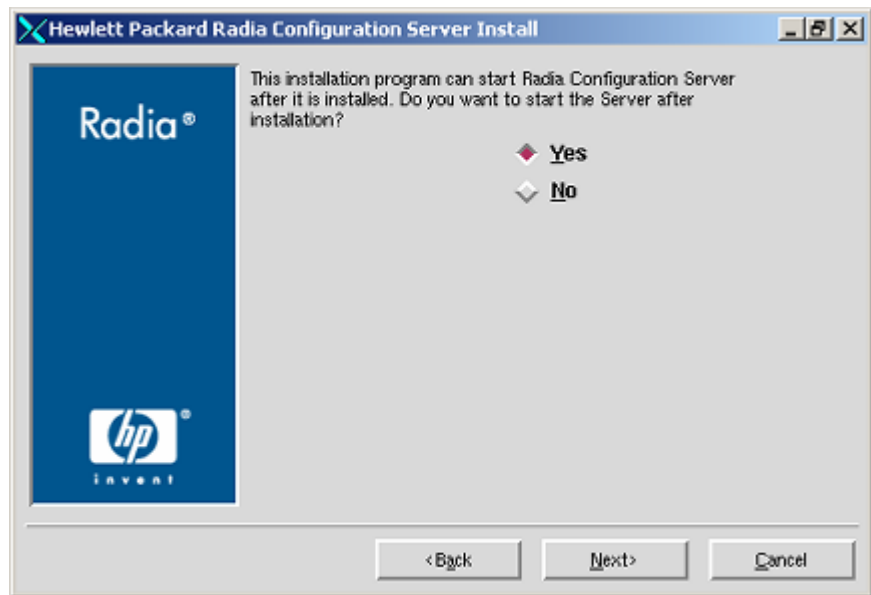 Hewlett Packard Radia Configuration Server Install
Radia®
This installation program can start Radia Configuration Server
after it is installed. Do you want to start the Server after
installation?
Yes
No
hp®
invent
<Back
Next>
Cancel